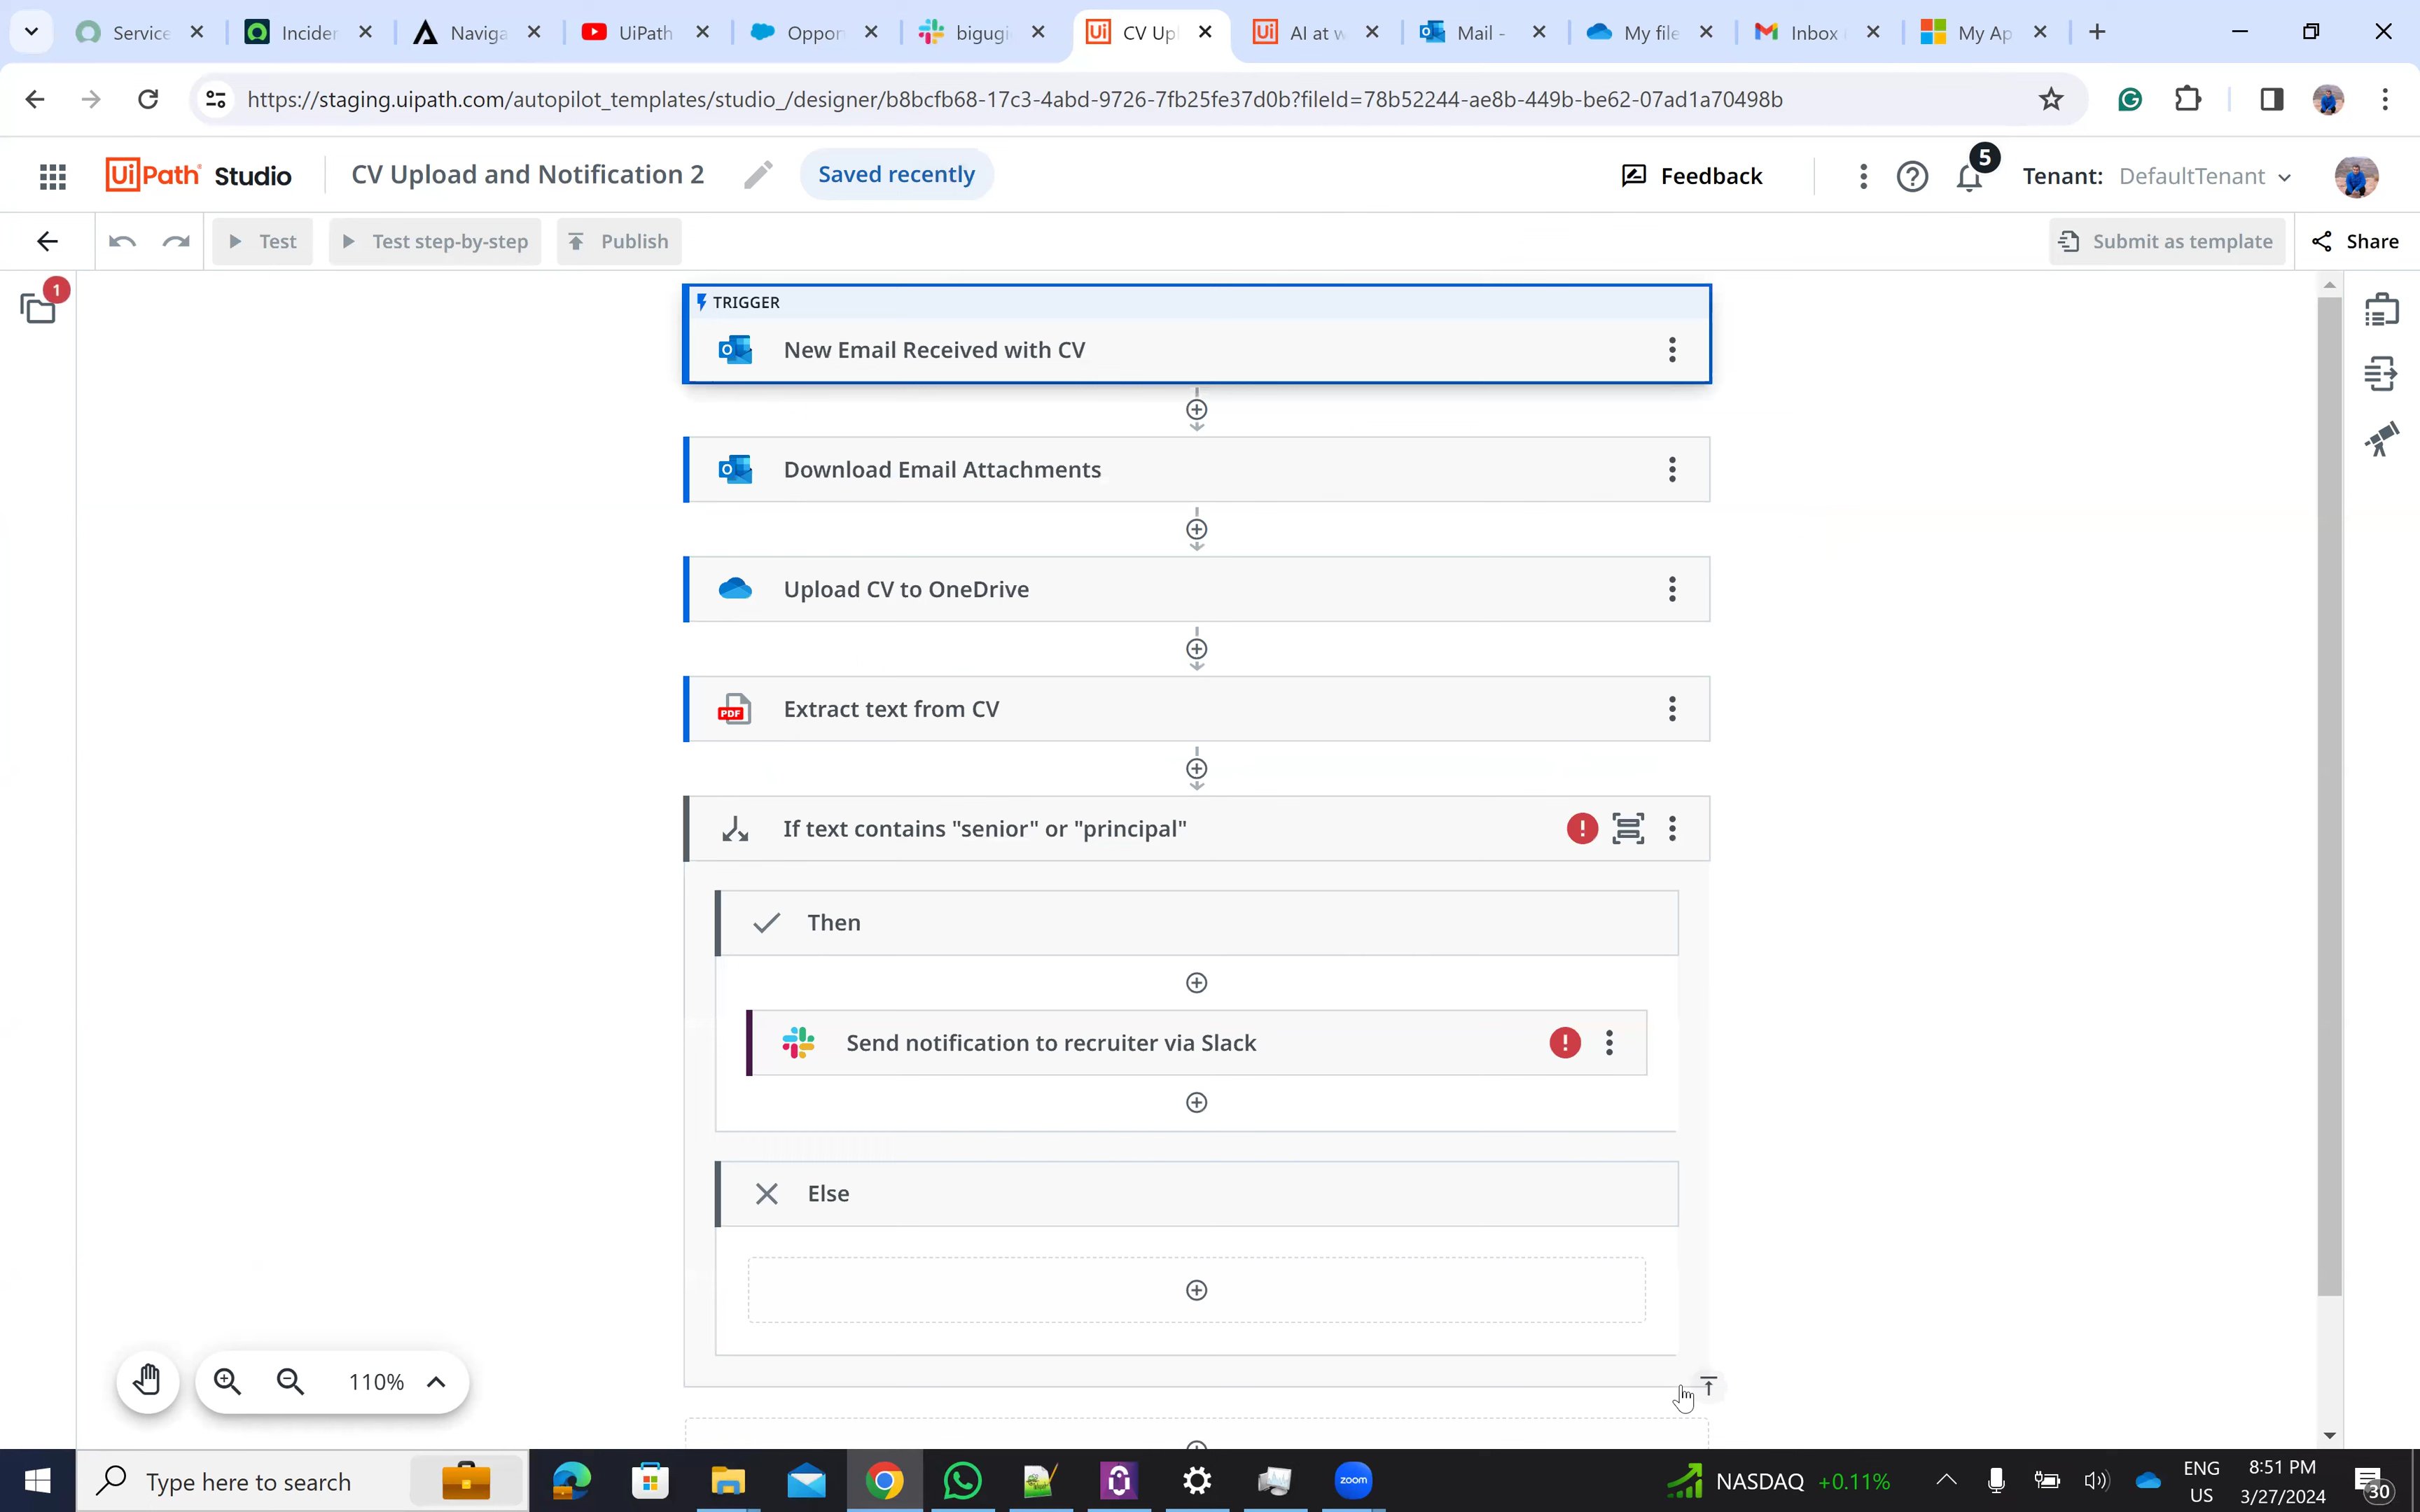 Service
Inciden
Naviga
UiPath
Oppor
bigugi
CV Upl
AI at w
Mail -
My file
Inbox
My Ap
https://staging.uipath.com/autopilot_templates/studio_/designer/b8bcfb68-17c3-4abd-9726-7fb25fe37d0b?fileId=78b52244-ae8b-449b-be62-07ad1a70498b
UiPath Studio
CV Upload and Notification 2
Saved recently
Feedback
5
Tenant: DefaultTenant
Test
Test step-by-step
Publish
Submit as template
Share
1
TRIGGER
New Email Received with CV
Download Email Attachments
Upload CV to OneDrive
PDF
Extract text from CV
If text contains "senior" or "principal"
Then
Send notification to recruiter via Slack
Else
110%
Type here to search
zoom
NASDAQ +0.11%
ENG
US
8:51 PM
3/27/2024
30